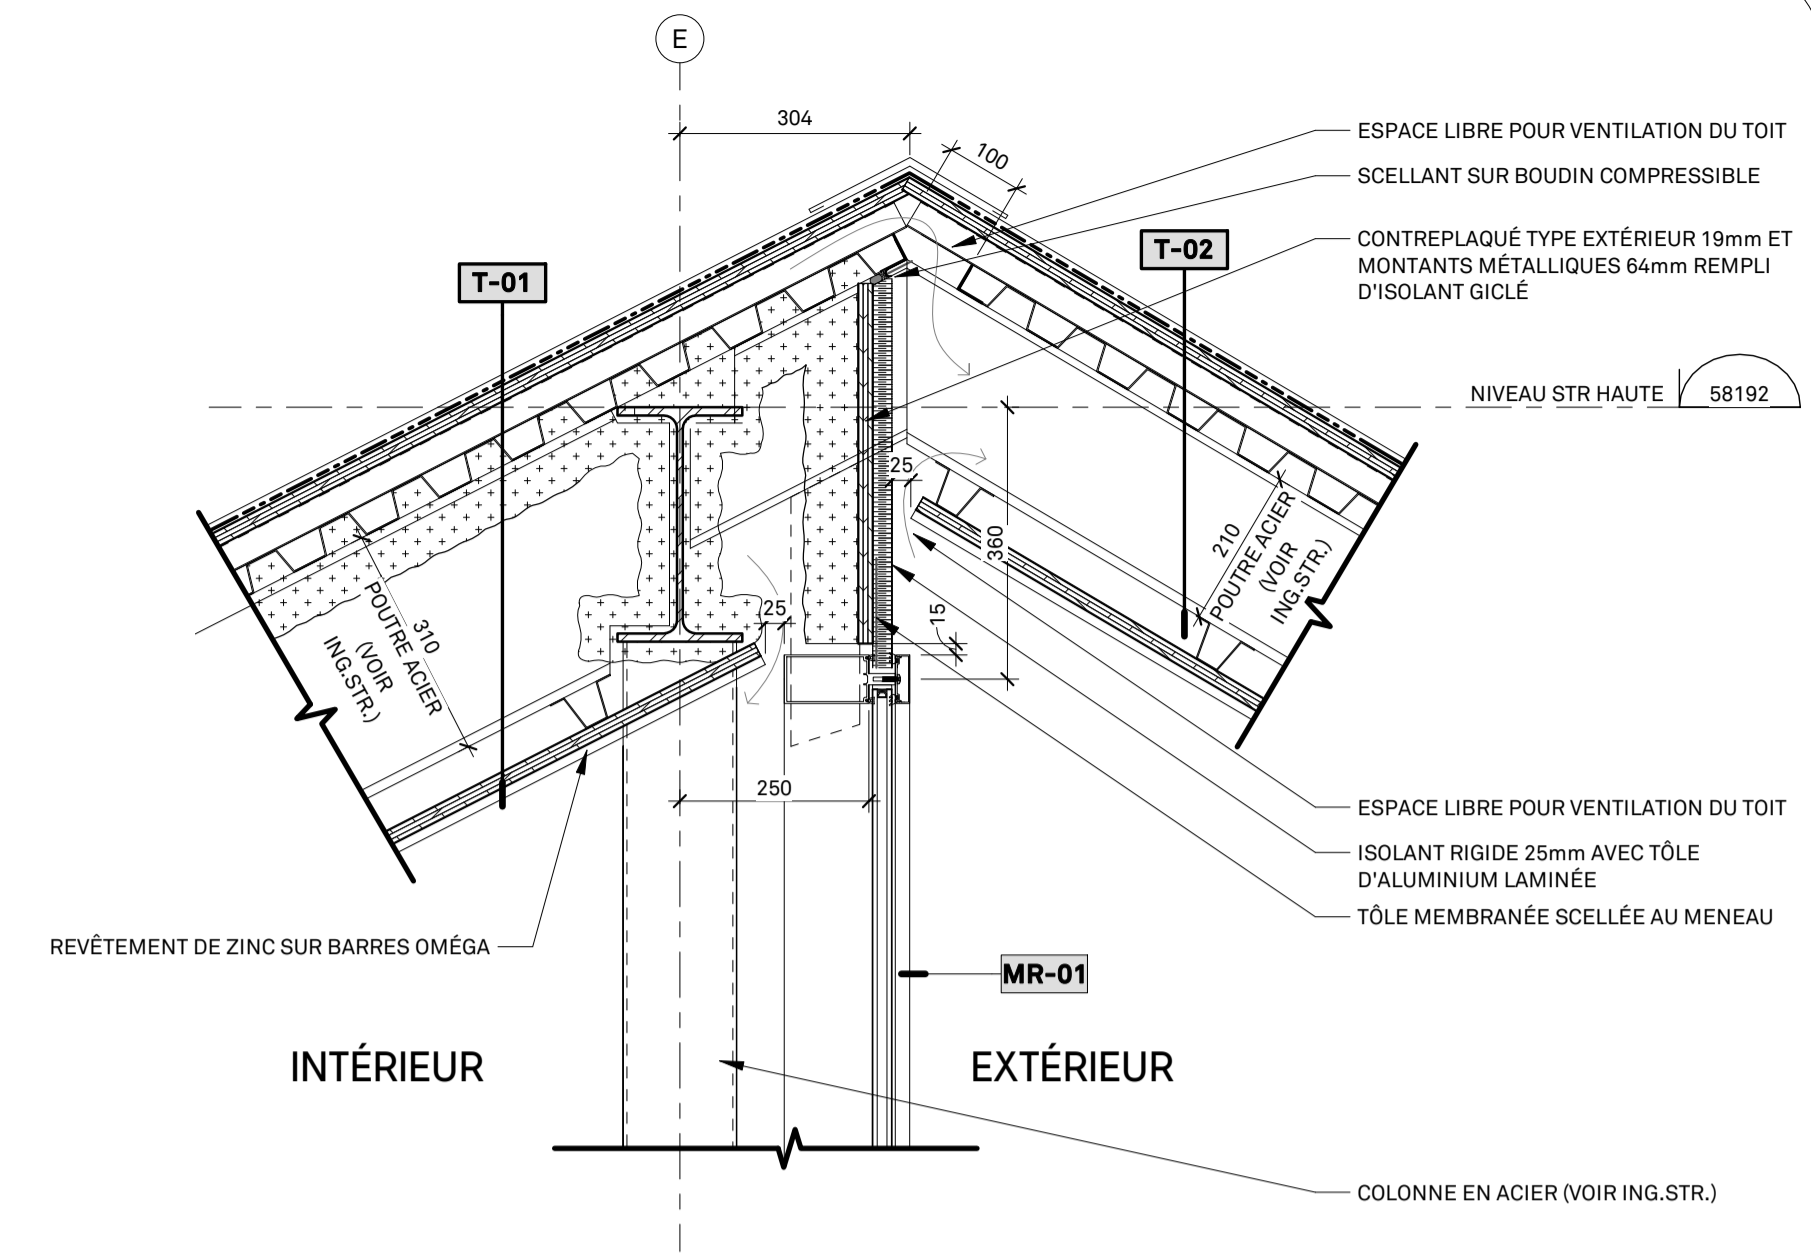 E
304
100
ESPACE LIBRE POUR VENTILATION DU TOIT
SCELLANT SUR BOUDIN COMPRESSIBLE
CONTREPLAQUÉ TYPE EXTÉRIEUR 19mm ET
MONTANTS MÉTALLIQUES 64mm REMPLI
D'ISOLANT GICLÉ
T-01
T-02
NIVEAU STR HAUTE
58192
25
360
210
POUTRE ACIER
(VOIR
ING.STR.)
310
POUTRE ACIER
(VOIR
ING.STR.)
25
15
250
ESPACE LIBRE POUR VENTILATION DU TOIT
ISOLANT RIGIDE 25mm AVEC TÔLE
D'ALUMINIUM LAMINÉE
TÔLE MEMBRANÉE SCELLÉE AU MENEAU
REVÊTEMENT DE ZINC SUR BARRES OMÉGA
MR-01
INTÉRIEUR
EXTÉRIEUR
COLONNE EN ACIER (VOIR ING.STR.)